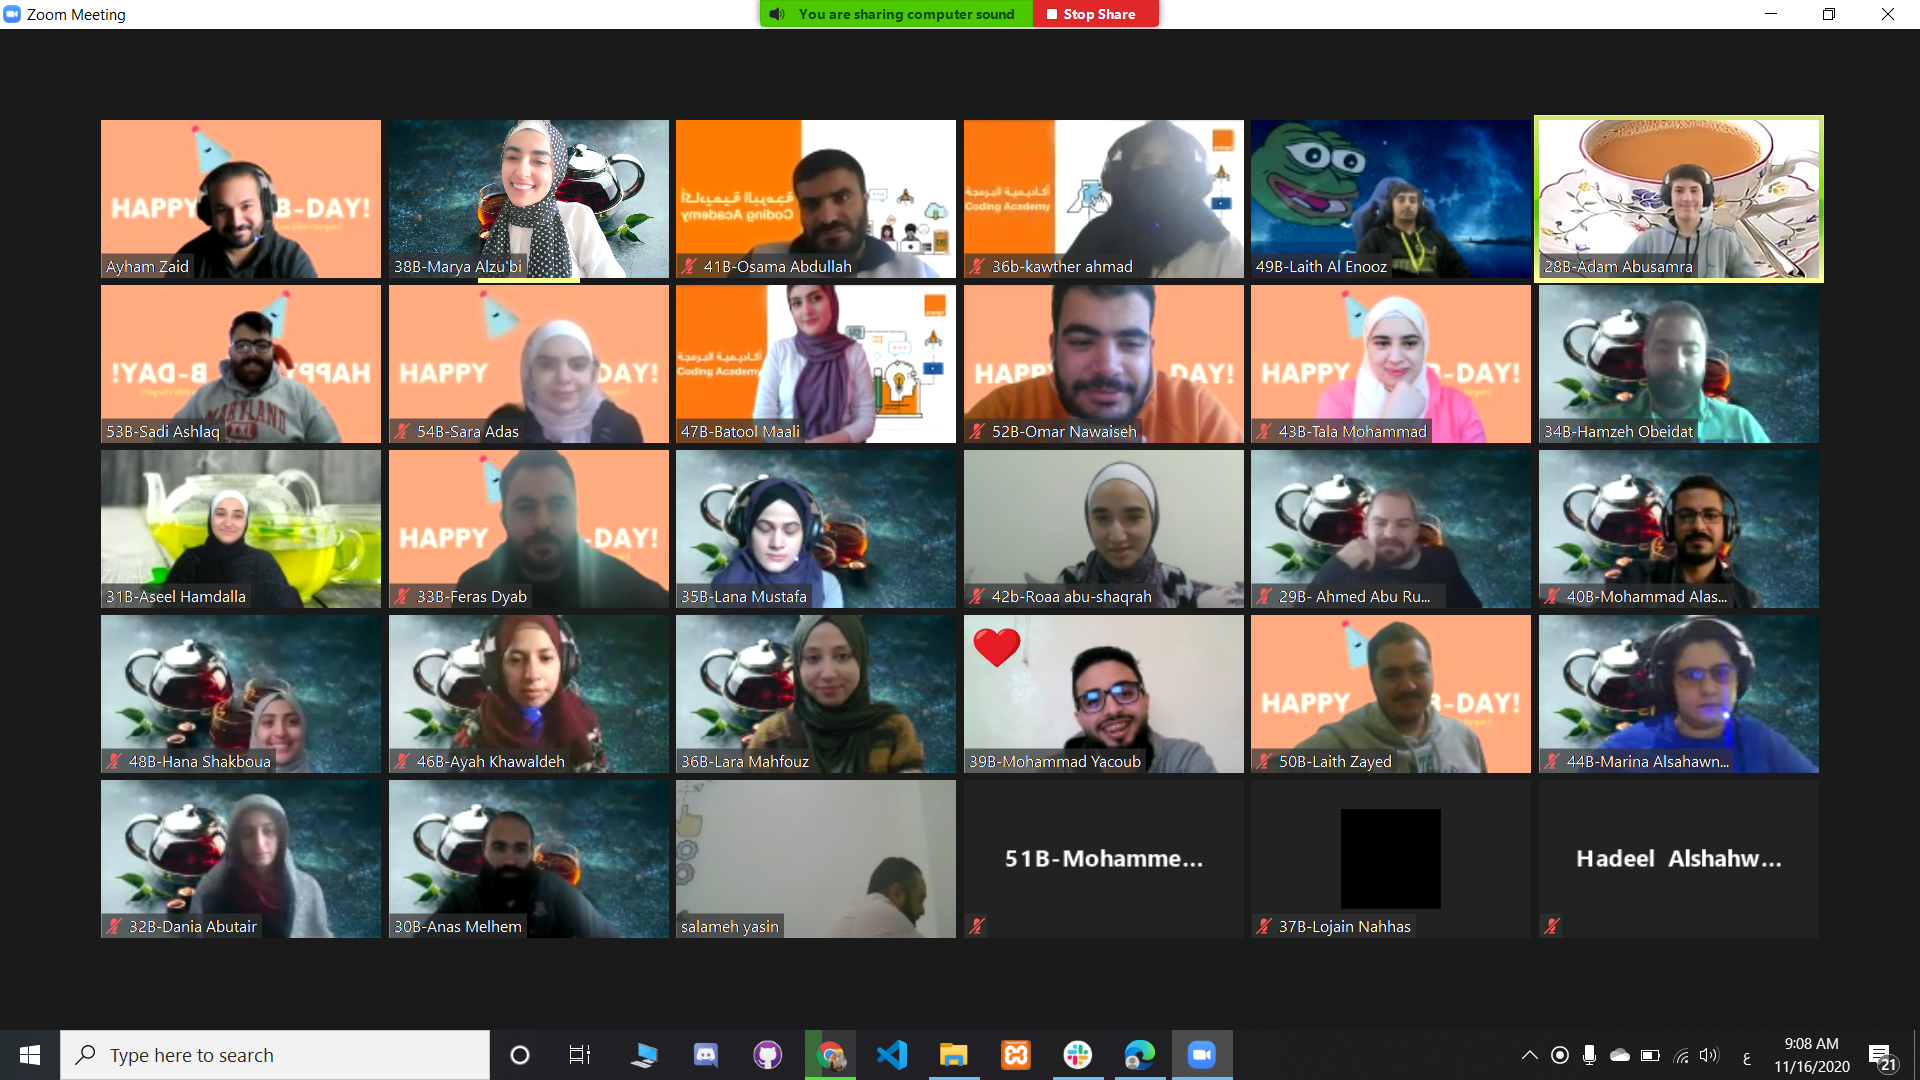 Zoom Meeting
You are sharing computer sound
Stop Share
HAPPY B-DAY!
Ayham Zaid
38B-Marya Alzu'bi
أكاديمية البرمجة
Coding Academy
41B-Osama Abdullah
أكاديمية البرمجة
Coding Academy
36b-kawther ahmad
49B-Laith Al Enooz
28B-Adam Abusamra
HAPPY B-DAY!
MARYLAND
53B-Sadi Ashlaq
HAPPY DAY!
54B-Sara Adas
أكاديمية البرمجة
Coding Academy
47B-Batool Maali
HAPPY DAY!
52B-Omar Nawaiseh
HAPPY B-DAY!
43B-Tala Mohammad
34B-Hamzeh Obeidat
31B-Aseel Hamdalla
HAPPY -DAY!
33B-Feras Dyab
35B-Lana Mustafa
42b-Roaa abu-shaqrah
29B- Ahmed Abu Ru...
40B-Mohammad Alas...
48B-Hana Shakboua
46B-Ayah Khawaldeh
36B-Lara Mahfouz
39B-Mohammad Yacoub
HAPPY B-DAY!
50B-Laith Zayed
44B-Marina Alsahawn...
32B-Dania Abutair
30B-Anas Melhem
salameh yasin
51B-Mohamme...
37B-Lojain Nahhas
Hadeel Alshahw...
Type here to search
ع
9:08 AM
11/16/2020
21